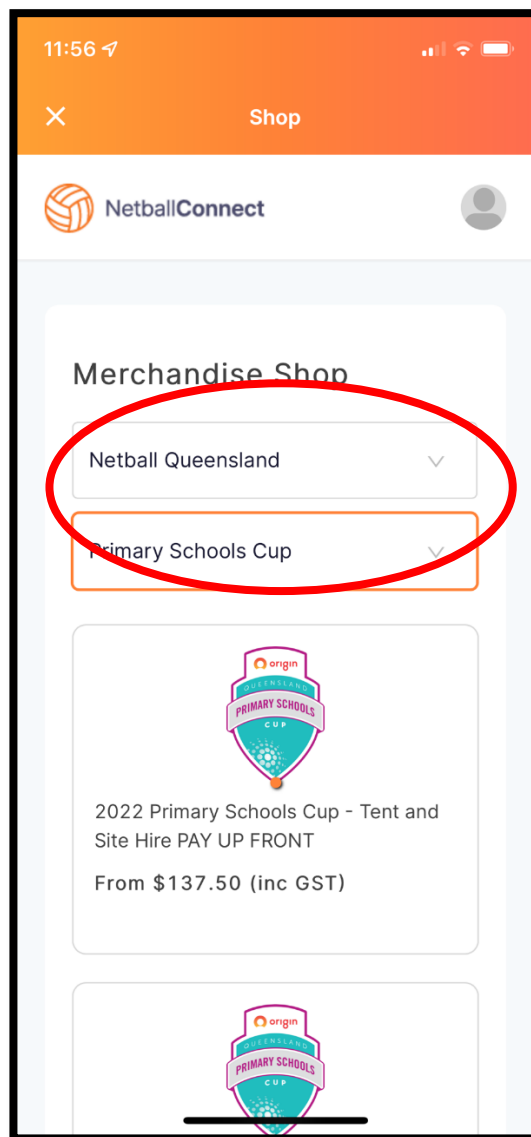 11:56
Shop
NetballConnect
Merchandise Shop
Netball Queensland
Primary Schools Cup
origin
QUEENSLAND
PRIMARY SCHOOLS
CUP
2022 Primary Schools Cup - Tent and
Site Hire PAY UP FRONT
From $137.50 (inc GST)
origin
QUEENSLAND
PRIMARY SCHOOLS
CUP